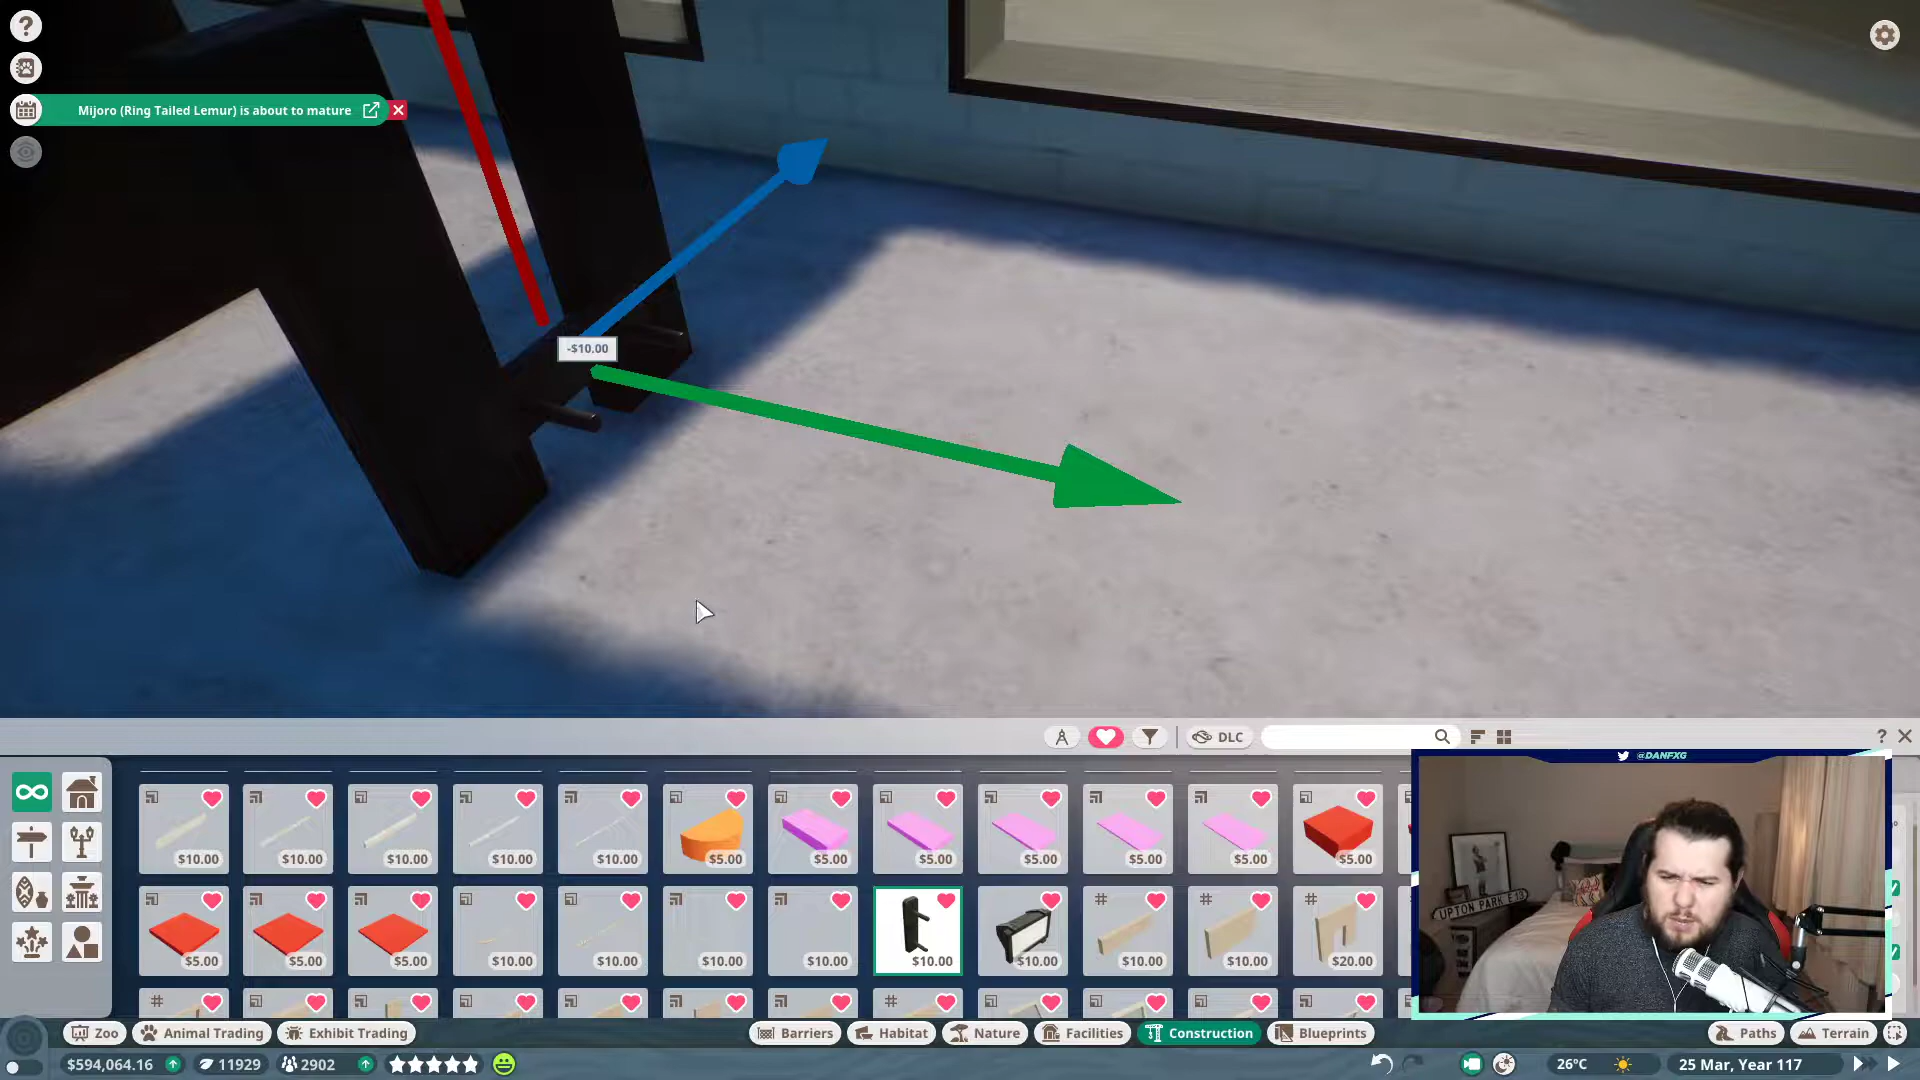 ?
Mijoro (Ring Tailed Lemur) is about to mature
-$10.00
DLC
?
@DANFXG
$10.00 $10.00 $10.00 $10.00 $10.00 $5.00 $5.00 $5.00 $5.00 $5.00 $5.00 $5.00
UPTON PARK E13
$5.00 $5.00 $5.00 $10.00 $10.00 $10.00 $10.00 $10.00 $10.00 $10.00 $10.00 $20.00
Zoo Animal Trading Exhibit Trading Barriers Habitat Nature Facilities Construction Blueprints Paths Terrain
$594,064.16 11929 2902 26°C 25 Mar, Year 117